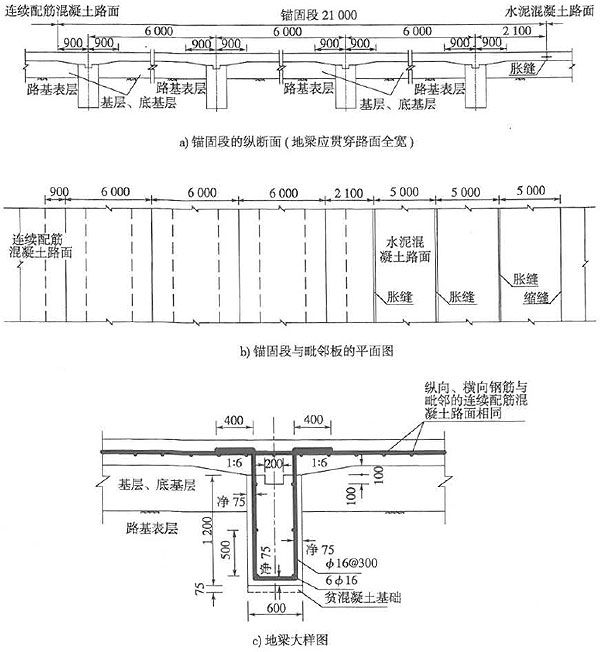 连续配筋混凝土路面
锚固段 21 000
水泥混凝土路面
6 000
6 000
6 000
2 100
900
900
900
900
900
900
900
900
胀缝
路基表层
路基表层
路基表层
路基表层
基层、底基层
基层、底基层
a) 锚固段的纵断面 ( 地梁应贯穿路面全宽 )
900
6 000
6 000
6 000
2 100
5 000
5 000
5 000
连续配筋
混凝土路面
水泥混
凝土路面
胀缝
胀缝
胀缝
缩缝
b) 锚固段与毗邻板的平面图
纵向、横向钢筋与
毗邻的连续配筋混
凝土路面相同
400
400
1:6
200
1:6
100
100
基层、底基层
净 75
路基表层
1 200
500
净 75
净 75
ϕ16@300
6ϕ16
75
贫混凝土基础
600
c) 地梁大样图